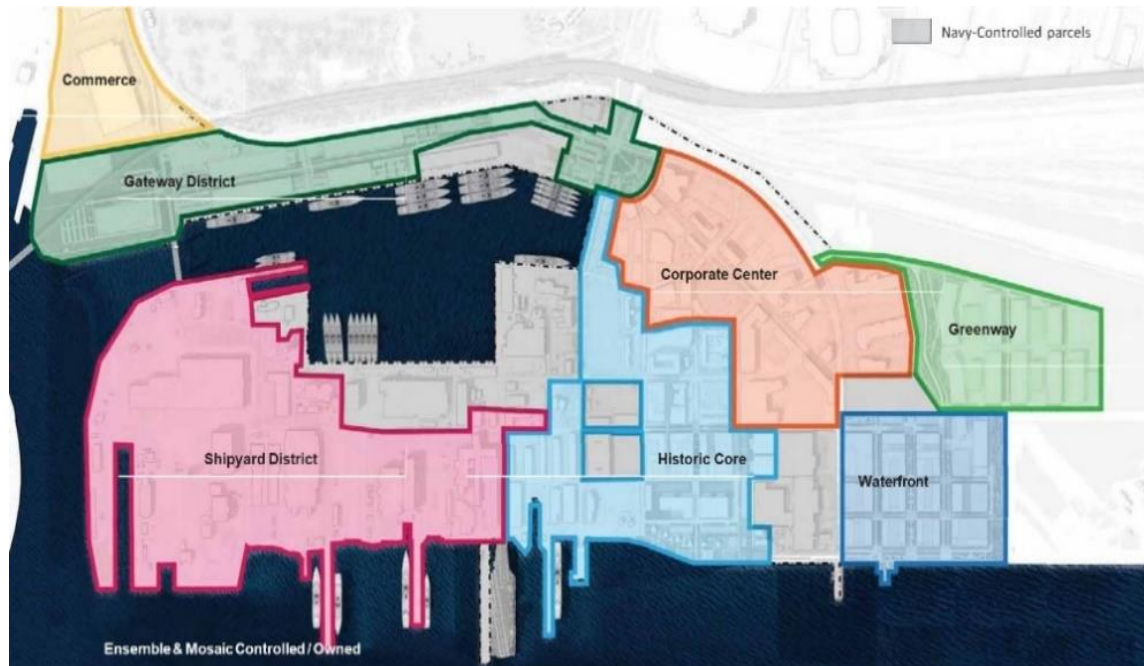 Navy-Controlled parcels
Commerce
Gateway District
Corporate Center
Greenway
Shipyard District
Historic Core
Waterfront
Ensemble & Mosaic Controlled / Owned